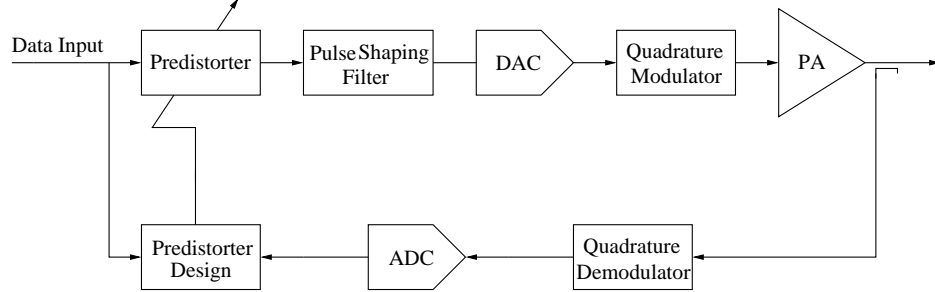 Data Input
Predistorter
Pulse Shaping
Filter
DAC
Quadrature
Modulator
PA
Predistorter
Design
ADC
Quadrature
Demodulator